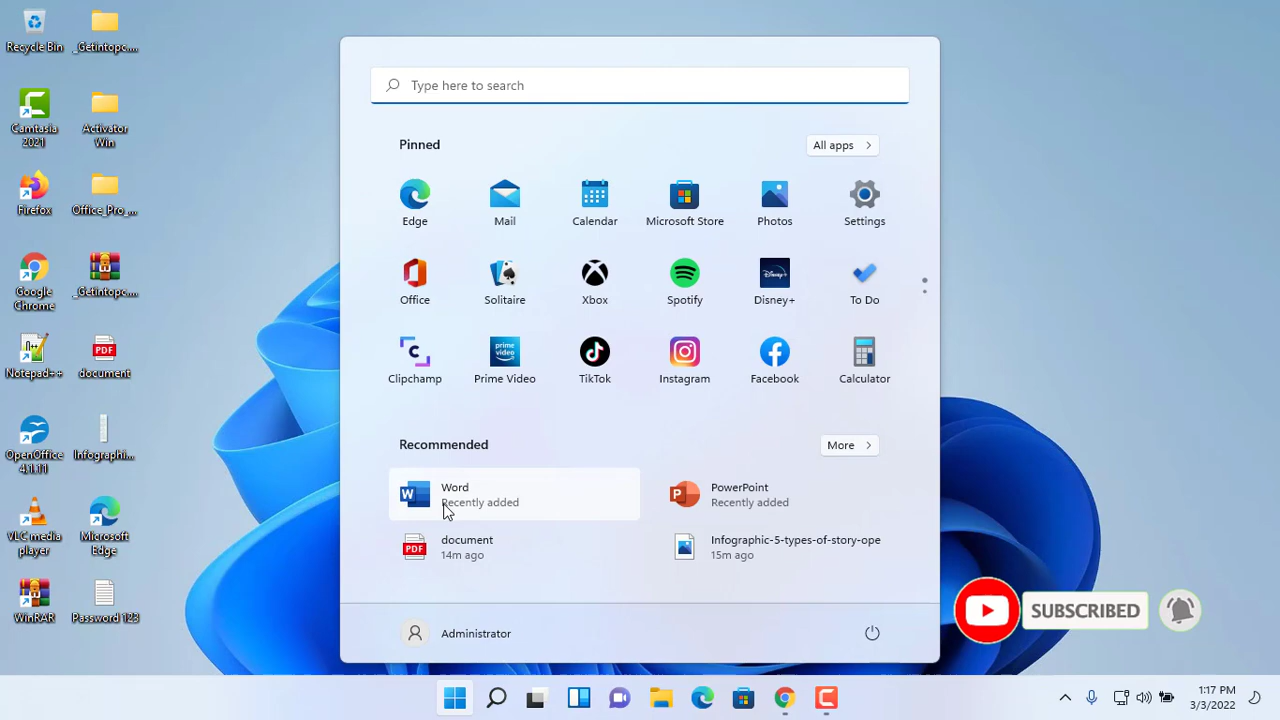 Recycle Bin
_Getintopc....
Camtasia
2021
Activator
Win
Firefox
Office_Pro_...
Google
Chrome
_Getintopc....
Notepad++
document
OpenOffice
4.1.11
Infographi...
VLC media
player
Microsoft
Edge
WinRAR
Password 123
Type here to search
Pinned
All apps
Edge
Mail
Calendar
Microsoft Store
Photos
Settings
Office
Solitaire
Xbox
Spotify
Disney+
To Do
Clipchamp
prime
video
Prime Video
TikTok
Instagram
Facebook
Calculator
Recommended
More
Word
Recently added
PowerPoint
Recently added
PDF
document
14m ago
Infographic-5-types-of-story-ope
15m ago
Administrator
SUBSCRIBED
1:17 PM
3/3/2022